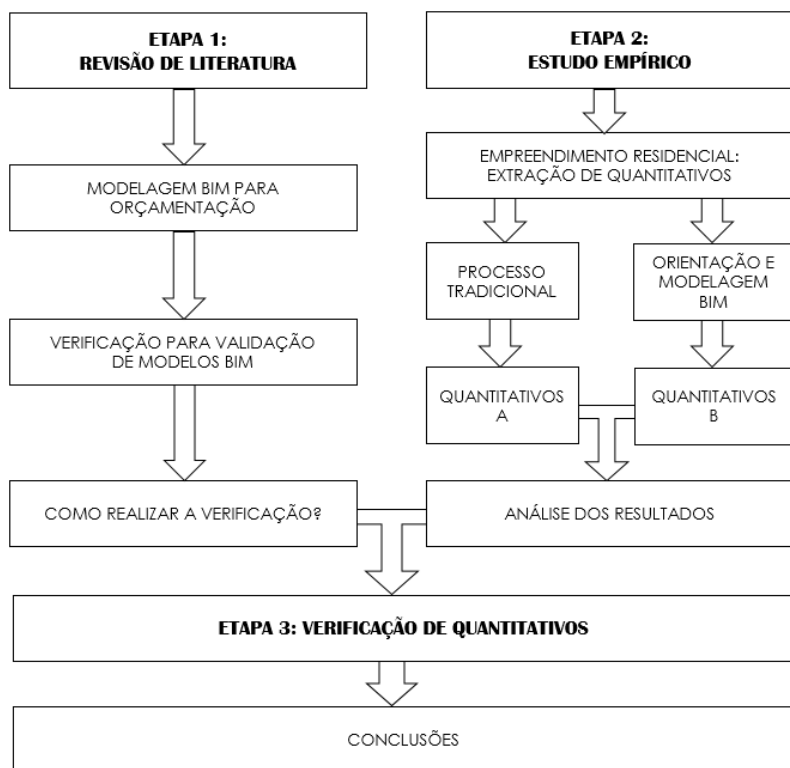 ETAPA 1:
REVISÃO DE LITERATURA
MODELAGEM BIM PARA
ORÇAMENTAÇÃO
VERIFICAÇÃO PARA VALIDAÇÃO
DE MODELOS BIM
COMO REALIZAR A VERIFICAÇÃO?
ETAPA 2:
ESTUDO EMPÍRICO
EMPREENDIMENTO RESIDENCIAL:
EXTRAÇÃO DE QUANTITATIVOS
PROCESSO
TRADICIONAL
ORIENTAÇÃO E
MODELAGEM
BIM
QUANTITATIVOS
A
QUANTITATIVOS
B
ANÁLISE DOS RESULTADOS
ETAPA 3: VERIFICAÇÃO DE QUANTITATIVOS
CONCLUSÕES